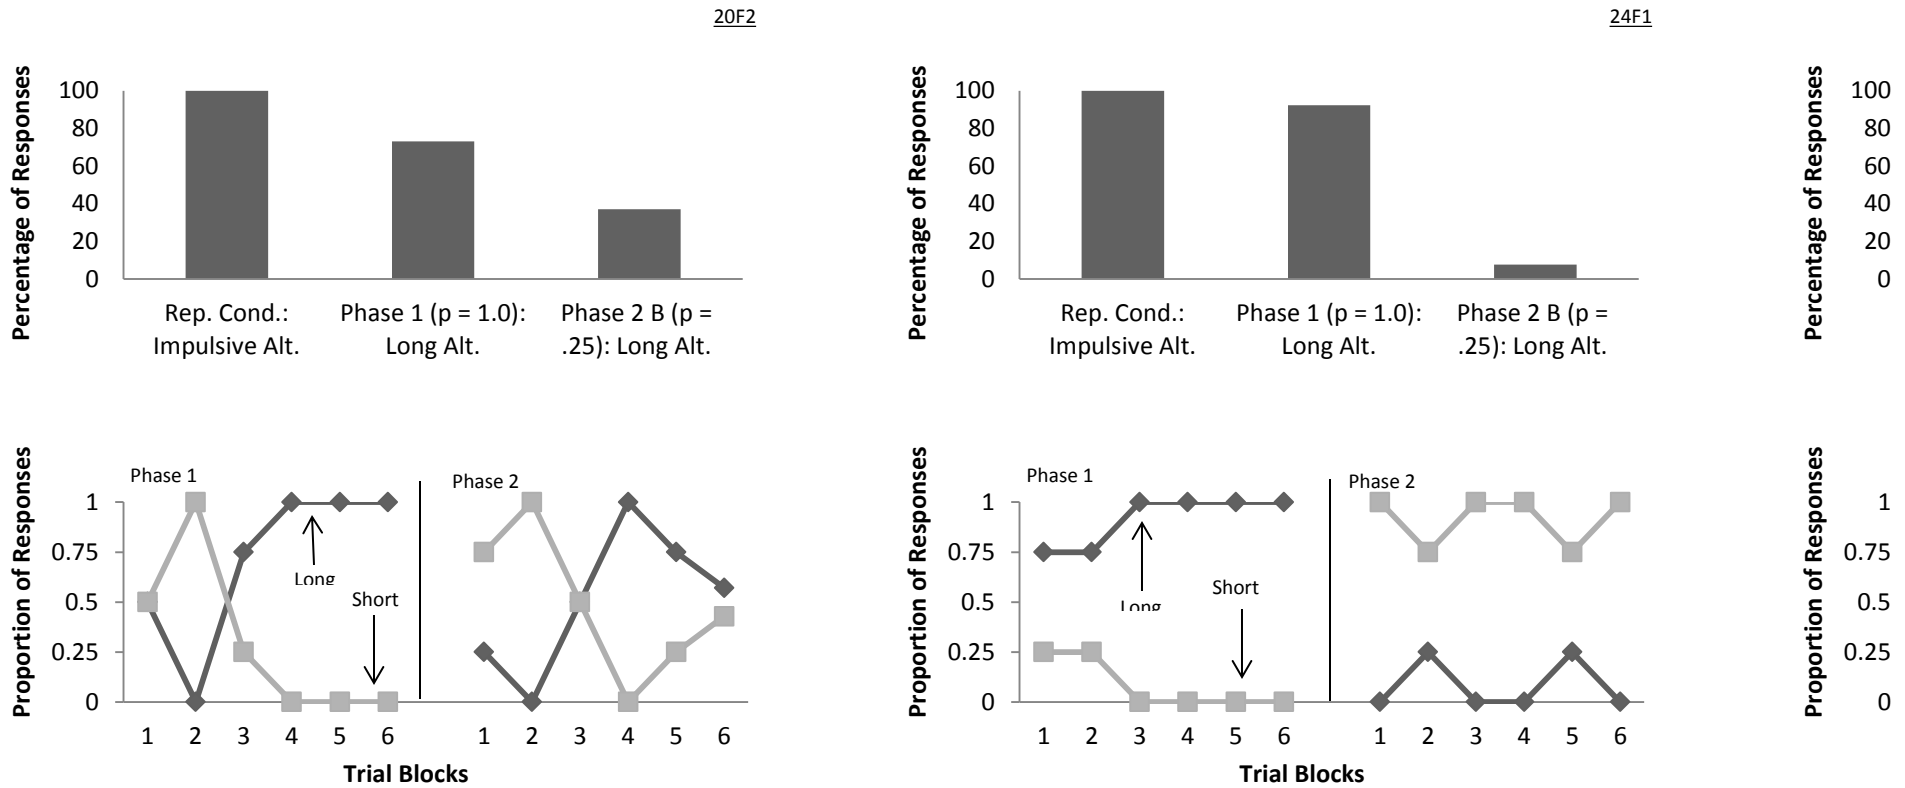 20F2
24F1
Percentage of Responses
100
80
60
40
20
0
Rep. Cond.:
Impulsive Alt.
Phase 1 (p = 1.0):
Long Alt.
Phase 2 B (p =
.25): Long Alt.
Percentage of Responses
100
80
60
40
20
0
Rep. Cond.:
Impulsive Alt.
Phase 1 (p = 1.0):
Long Alt.
Phase 2 B (p =
.25): Long Alt.
Percentage of Responses
100
80
60
40
20
0
Proportion of Responses
Phase 1
Phase 2
1
0.75
0.5
0.25
0
Long
Short
1 2 3 4 5 6
1 2 3 4 5 6
Trial Blocks
Proportion of Responses
Phase 1
Phase 2
1
0.75
0.5
0.25
0
Long
Short
1 2 3 4 5 6
1 2 3 4 5 6
Trial Blocks
Proportion of Responses
1
0.75
0.5
0.25
0